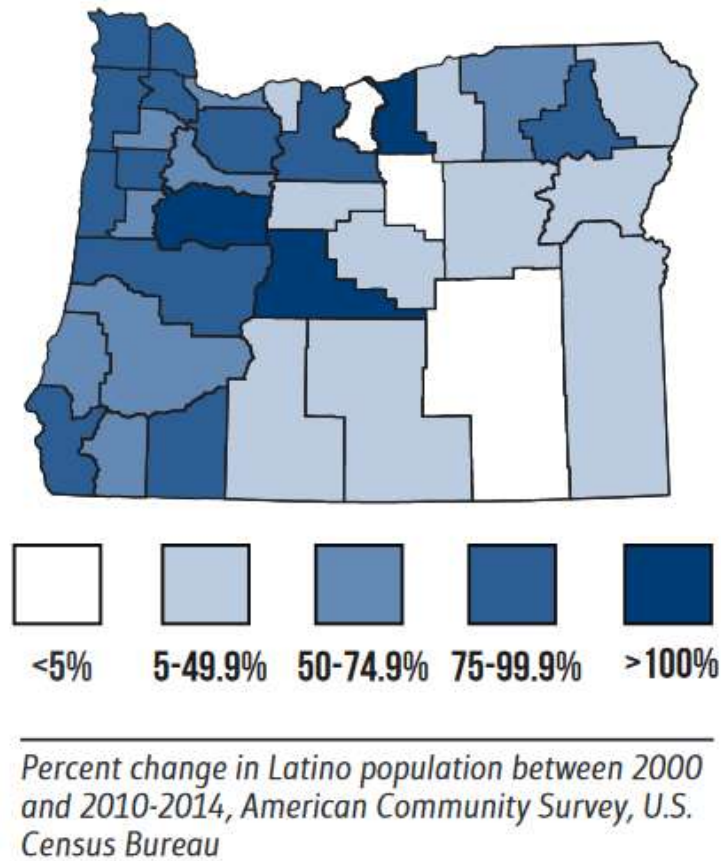 <5% 5-49.9% 50-74.9% 75-99.9% >100%
Percent change in Latino population between 2000
and 2010-2014, American Community Survey, U.S.
Census Bureau